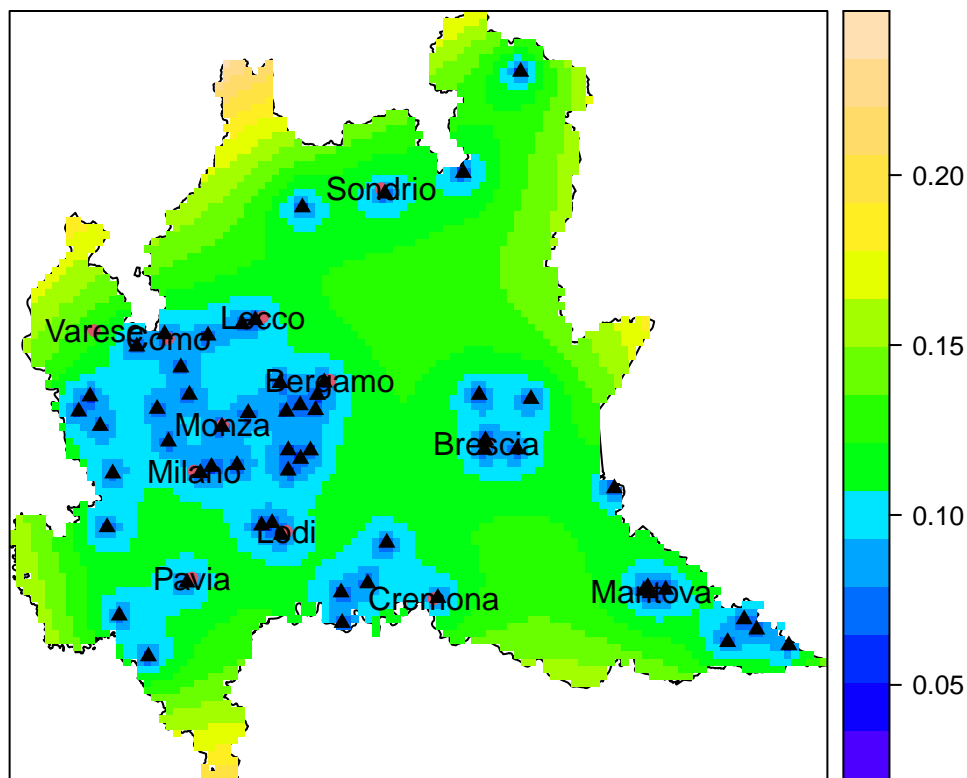 0.20
Sondrio
Varese
Como
Lecco
0.15
Bergamo
Monza
Brescia
Milano
0.10
Lodi
Pavia
Cremona
Mantova
0.05